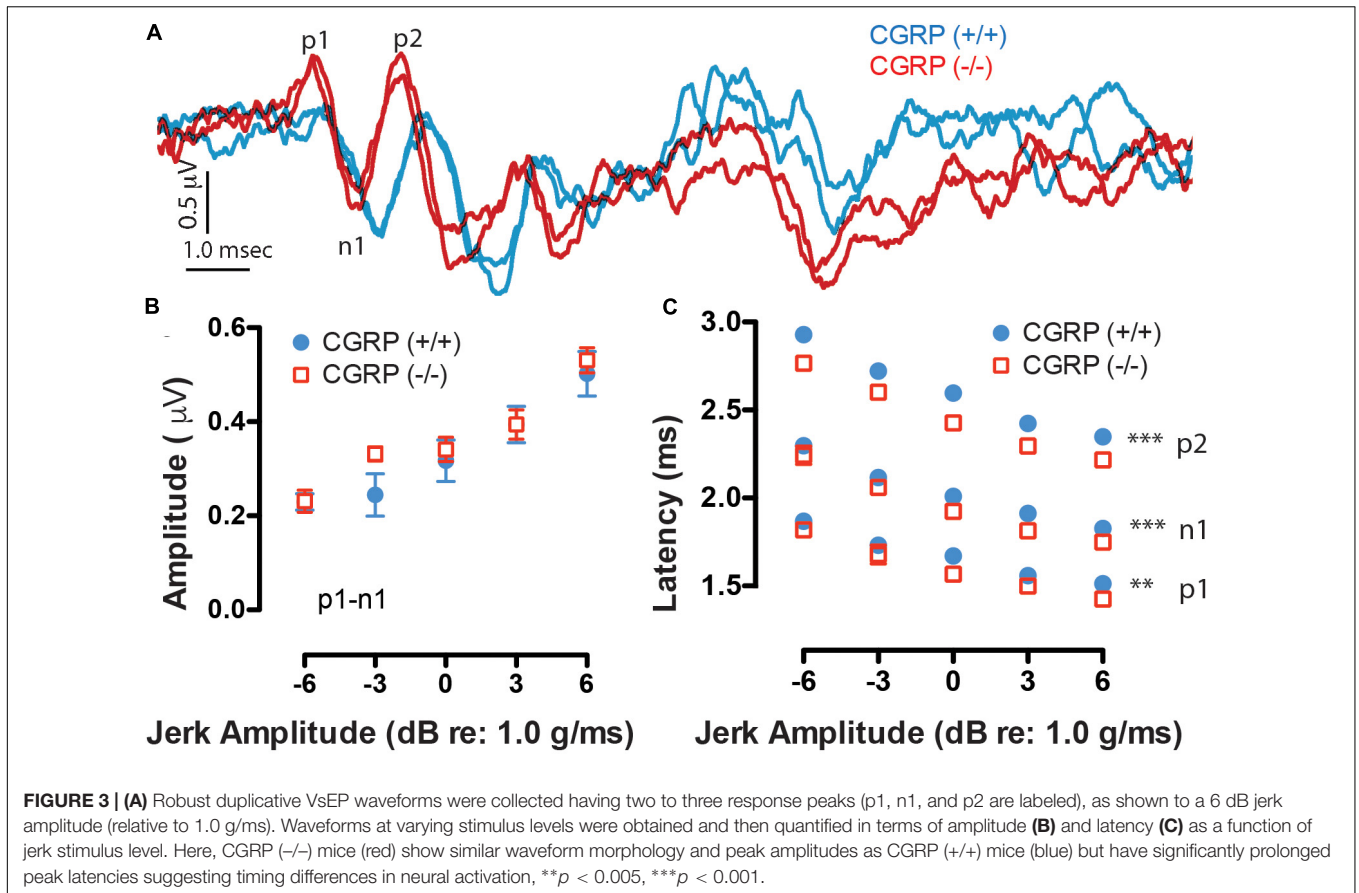 A
p1
p2
CGRP (+/+)
CGRP (-/-)
0.5 µV
1.0 msec
n1
B
0.6
0.4
0.2
0.0
Amplitude ( µV)
CGRP (+/+)
CGRP (-/-)
p1-n1
-6
-3
0
3
6
Jerk Amplitude (dB re: 1.0 g/ms)
C
3.0
2.5
2.0
1.5
Latency (ms)
CGRP (+/+)
CGRP (-/-)
*** p2
*** n1
** p1
-6
-3
0
3
6
Jerk Amplitude (dB re: 1.0 g/ms)
FIGURE 3 | (A) Robust duplicative VsEP waveforms were collected having two to three response peaks (p1, n1, and p2 are labeled), as shown to a 6 dB jerk
amplitude (relative to 1.0 g/ms). Waveforms at varying stimulus levels were obtained and then quantified in terms of amplitude (B) and latency (C) as a function of
jerk stimulus level. Here, CGRP (–/–) mice (red) show similar waveform morphology and peak amplitudes as CGRP (+/+) mice (blue) but have significantly prolonged
peak latencies suggesting timing differences in neural activation, **p < 0.005, ***p < 0.001.